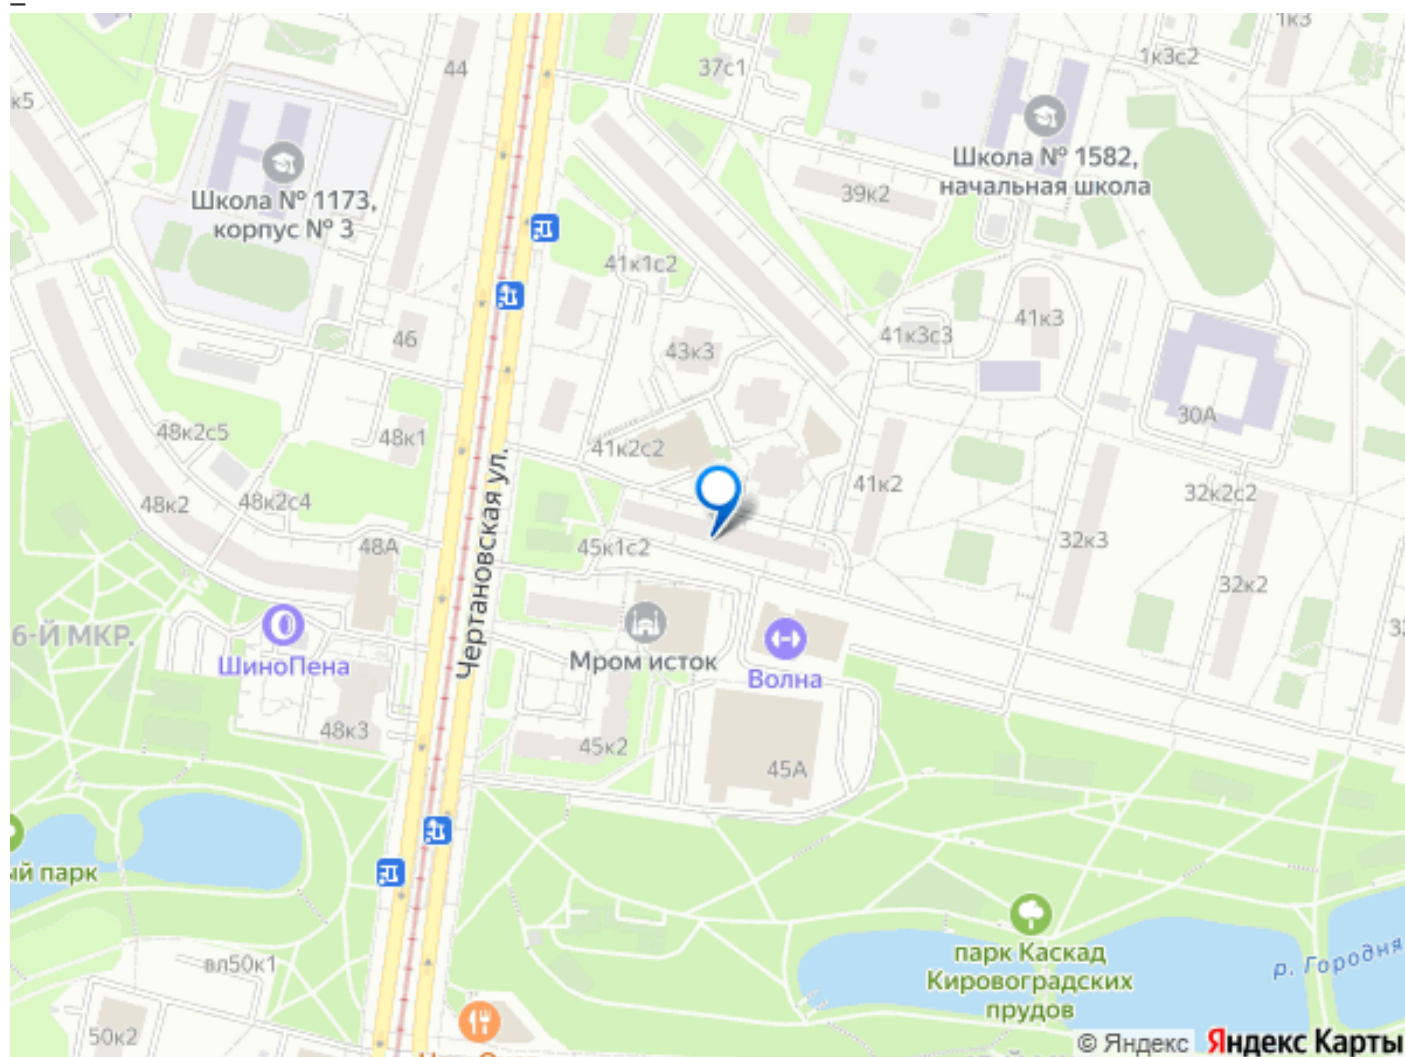 1к3
44
37с1
1к3с2
к5
Школа № 1582,
начальная школа
Школа № 1173,
корпус № 3
39к2
41к1с2
41к3
41к3с3
46
43к3
30А
48к2с5
48к1
41к2с2
Чертановская ул.
41к2
32к2с2
48к2
48к2с4
48А
45к1с2
32к3
32к2
6-Й МКР.
ШиноПена
Мром исток
Волна
48к3
45к2
45А
ый парк
парк Каскад
Кировоградских
прудов
р. Городня
вл50к1
50к2
© Яндекс Яндекс Карты